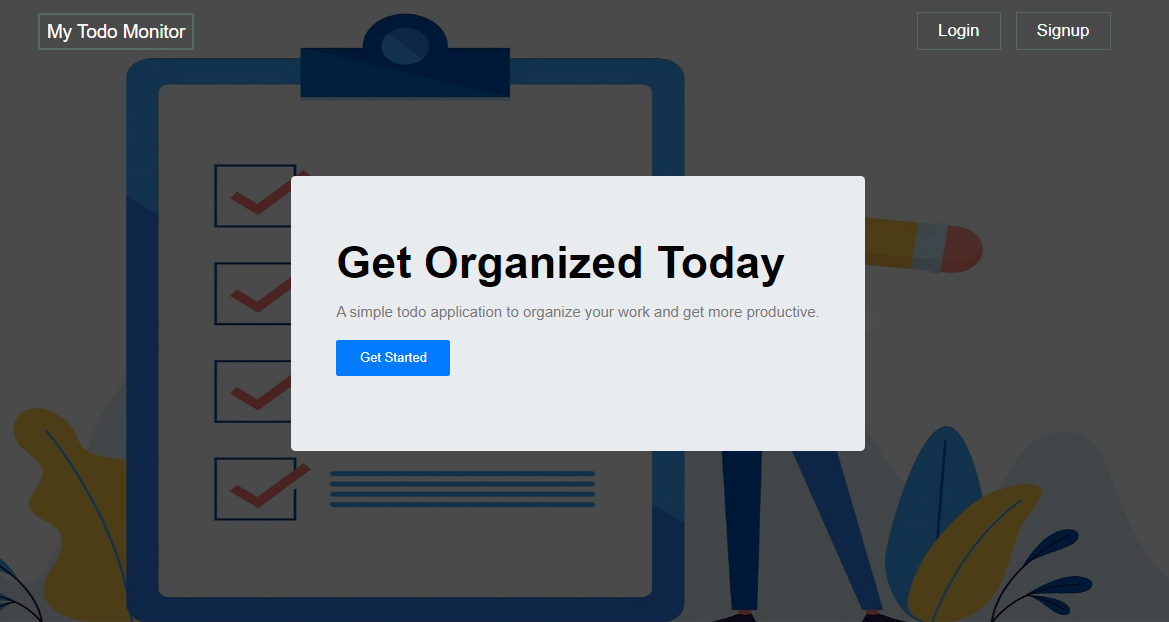 My Todo Monitor
Login
Signup
Get Organized Today
A simple todo application to organize your work and get more productive.
Get Started